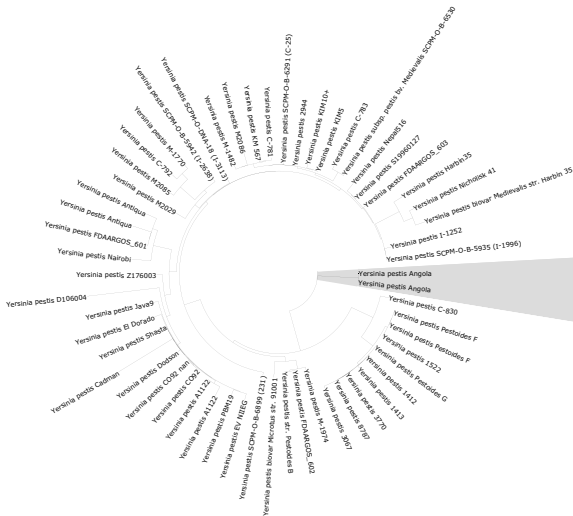 Yersinia pestis SCPM-O-B-6291 (C-25)
Yersinia pestis 2944
Yersinia pestis KIM10+
Yersinia pestis KIM5
Yersinia pestis C-783
Yersinia pestis subsp. pestis bv. Medievalis SCPM-O-B-6530
Yersinia pestis Nepal516
Yersinia pestis S19960127
Yersinia pestis FDAARGOS_603
Yersinia pestis Harbin35
Yersinia pestis Nicholisk 41
Yersinia pestis biovar Medievalis str. Harbin 35
Yersinia pestis I-1252
Yersinia pestis SCPM-O-B-5935 (I-1996)
Yersinia pestis Angola
Yersinia pestis Angola
Yersinia pestis C-830
Yersinia pestis Pestoides F
Yersinia pestis Pestoides F
Yersinia pestis 1522
Yersinia pestis Pestoides G
Yersinia pestis 1412
Yersinia pestis 1413
Yersinia pestis 3770
Yersinia pestis 8787
Yersinia pestis 3067
Yersinia pestis M-1974
Yersinia pestis FDAARGOS_602
Yersinia pestis str. Pestoides B
Yersinia pestis biovar Microtus str. 91001
Yersinia pestis SCPM-O-B-6899 (231)
Yersinia pestis EV NIIEG
Yersinia pestis PBM19
Yersinia pestis A1122
Yersinia pestis A1122
Yersinia pestis CO92
Yersinia pestis CO92_nan
Yersinia pestis Dodson
Yersinia pestis Cadman
Yersinia pestis Shasta
Yersinia pestis El Dorado
Yersinia pestis Java9
Yersinia pestis D106004
Yersinia pestis Z176003
Yersinia pestis Nairobi
Yersinia pestis FDAARGOS_601
Yersinia pestis Antiqua
Yersinia pestis Antiqua
Yersinia pestis M2029
Yersinia pestis M2085
Yersinia pestis C-792
Yersinia pestis M-1770
Yersinia pestis SCPM-O-B-5942 (I-2638)
Yersinia pestis SCPM-O-DNA-18 (I-3113)
Yersinia pestis M-1482
Yersinia pestis M2086
Yersinia pestis KM 567
Yersinia pestis C-781